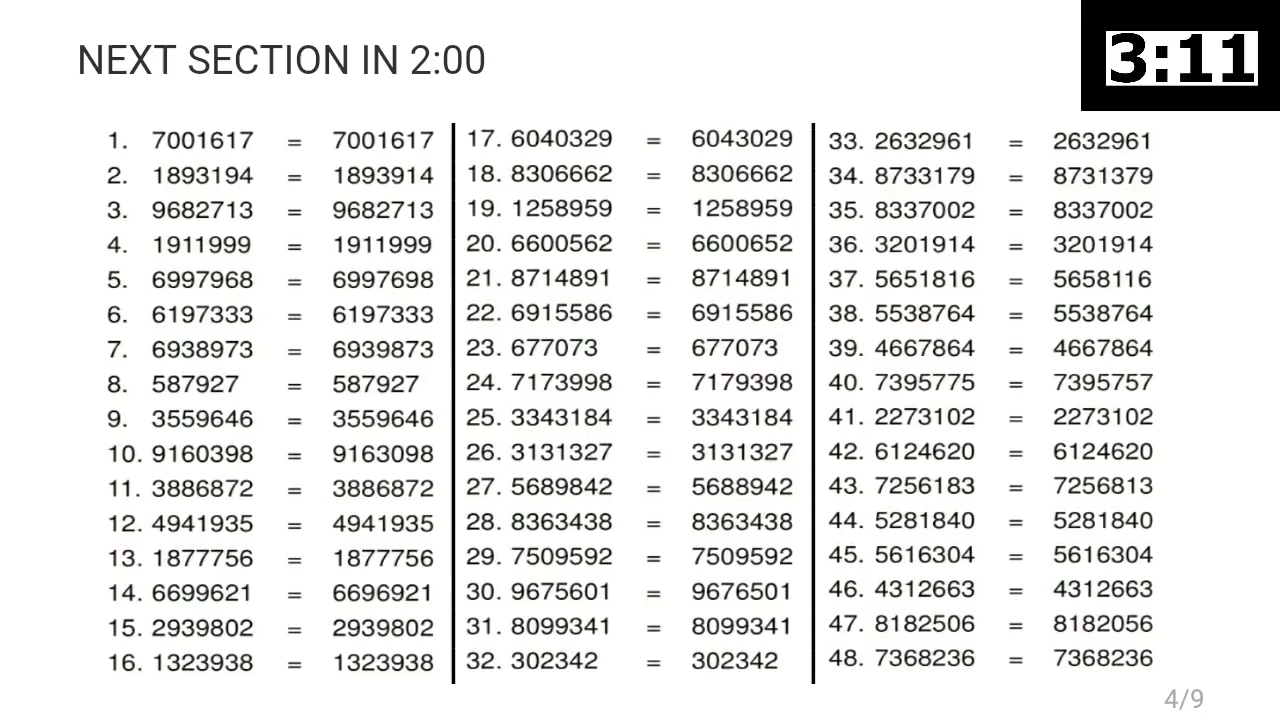 NEXT SECTION IN 2:00
3:11
1. 7001617 = 7001617
2. 1893194 = 1893914
3. 9682713 = 9682713
4. 1911999 = 1911999
5. 6997968 = 6997698
6. 6197333 = 6197333
7. 6938973 = 6939873
8. 587927 = 587927
9. 3559646 = 3559646
10. 9160398 = 9163098
11. 3886872 = 3886872
12. 4941935 = 4941935
13. 1877756 = 1877756
14. 6699621 = 6696921
15. 2939802 = 2939802
16. 1323938 = 1323938
17. 6040329 = 6043029
18. 8306662 = 8306662
19. 1258959 = 1258959
20. 6600562 = 6600652
21. 8714891 = 8714891
22. 6915586 = 6915586
23. 677073 = 677073
24. 7173998 = 7179398
25. 3343184 = 3343184
26. 3131327 = 3131327
27. 5689842 = 5688942
28. 8363438 = 8363438
29. 7509592 = 7509592
30. 9675601 = 9676501
31. 8099341 = 8099341
32. 302342 = 302342
33. 2632961 = 2632961
34. 8733179 = 8731379
35. 8337002 = 8337002
36. 3201914 = 3201914
37. 5651816 = 5658116
38. 5538764 = 5538764
39. 4667864 = 4667864
40. 7395775 = 7395757
41. 2273102 = 2273102
42. 6124620 = 6124620
43. 7256183 = 7256813
44. 5281840 = 5281840
45. 5616304 = 5616304
46. 4312663 = 4312663
47. 8182506 = 8182056
48. 7368236 = 7368236
4/9